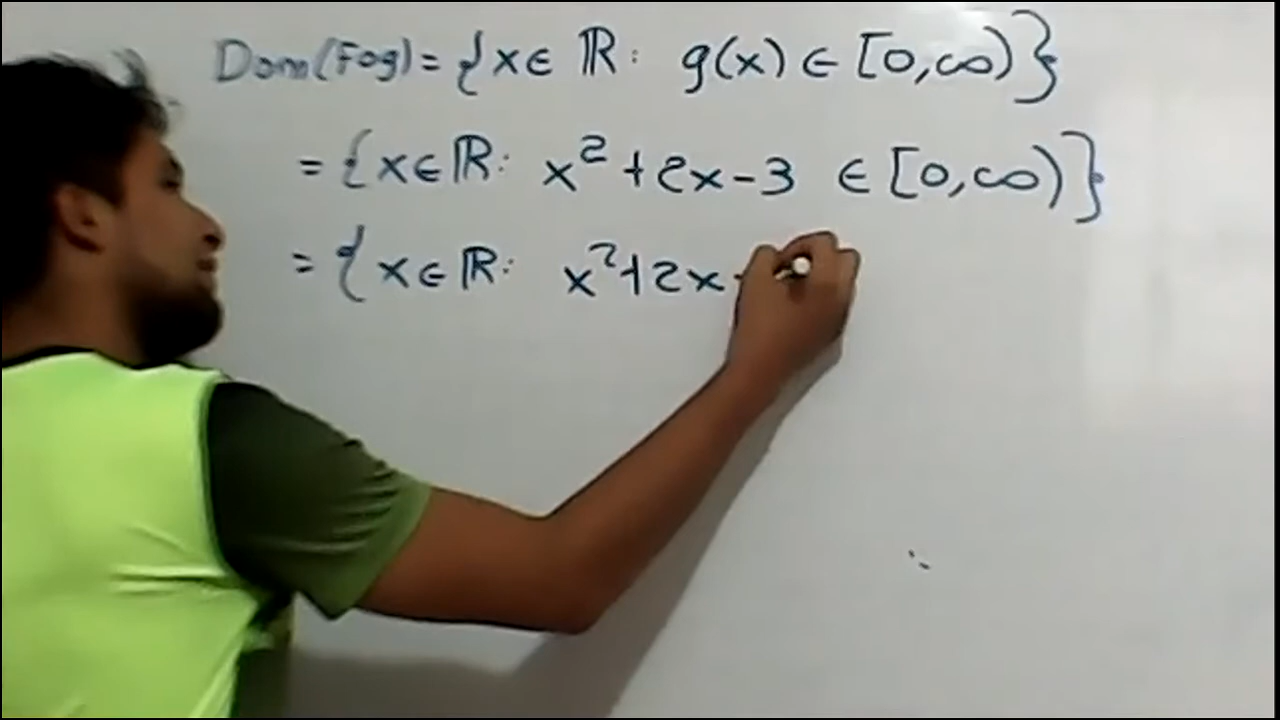 Dom(Fog) = {x ∈ ℝ: g(x) ∈ [0,∞)}
= {x ∈ ℝ: x² + 2x - 3 ∈ [0,∞)}
= {x ∈ ℝ: x² + 2x -